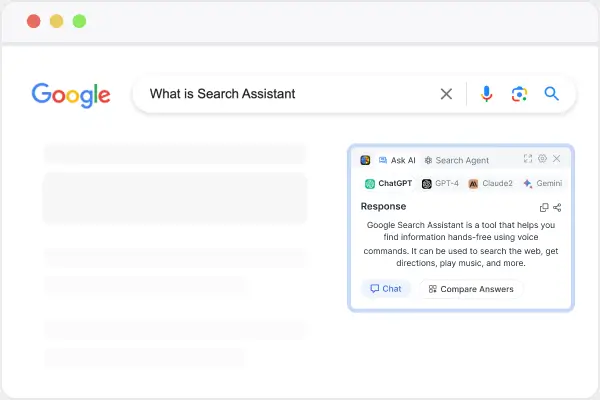 Google
What is Search Assistant
Ask AI Search Agent
ChatGPT GPT-4 Claude2 Gemini
Response
Google Search Assistant is a tool that helps you
find information hands-free using voice
commands. It can be used to search the web, get
directions, play music, and more.
Chat Compare Answers